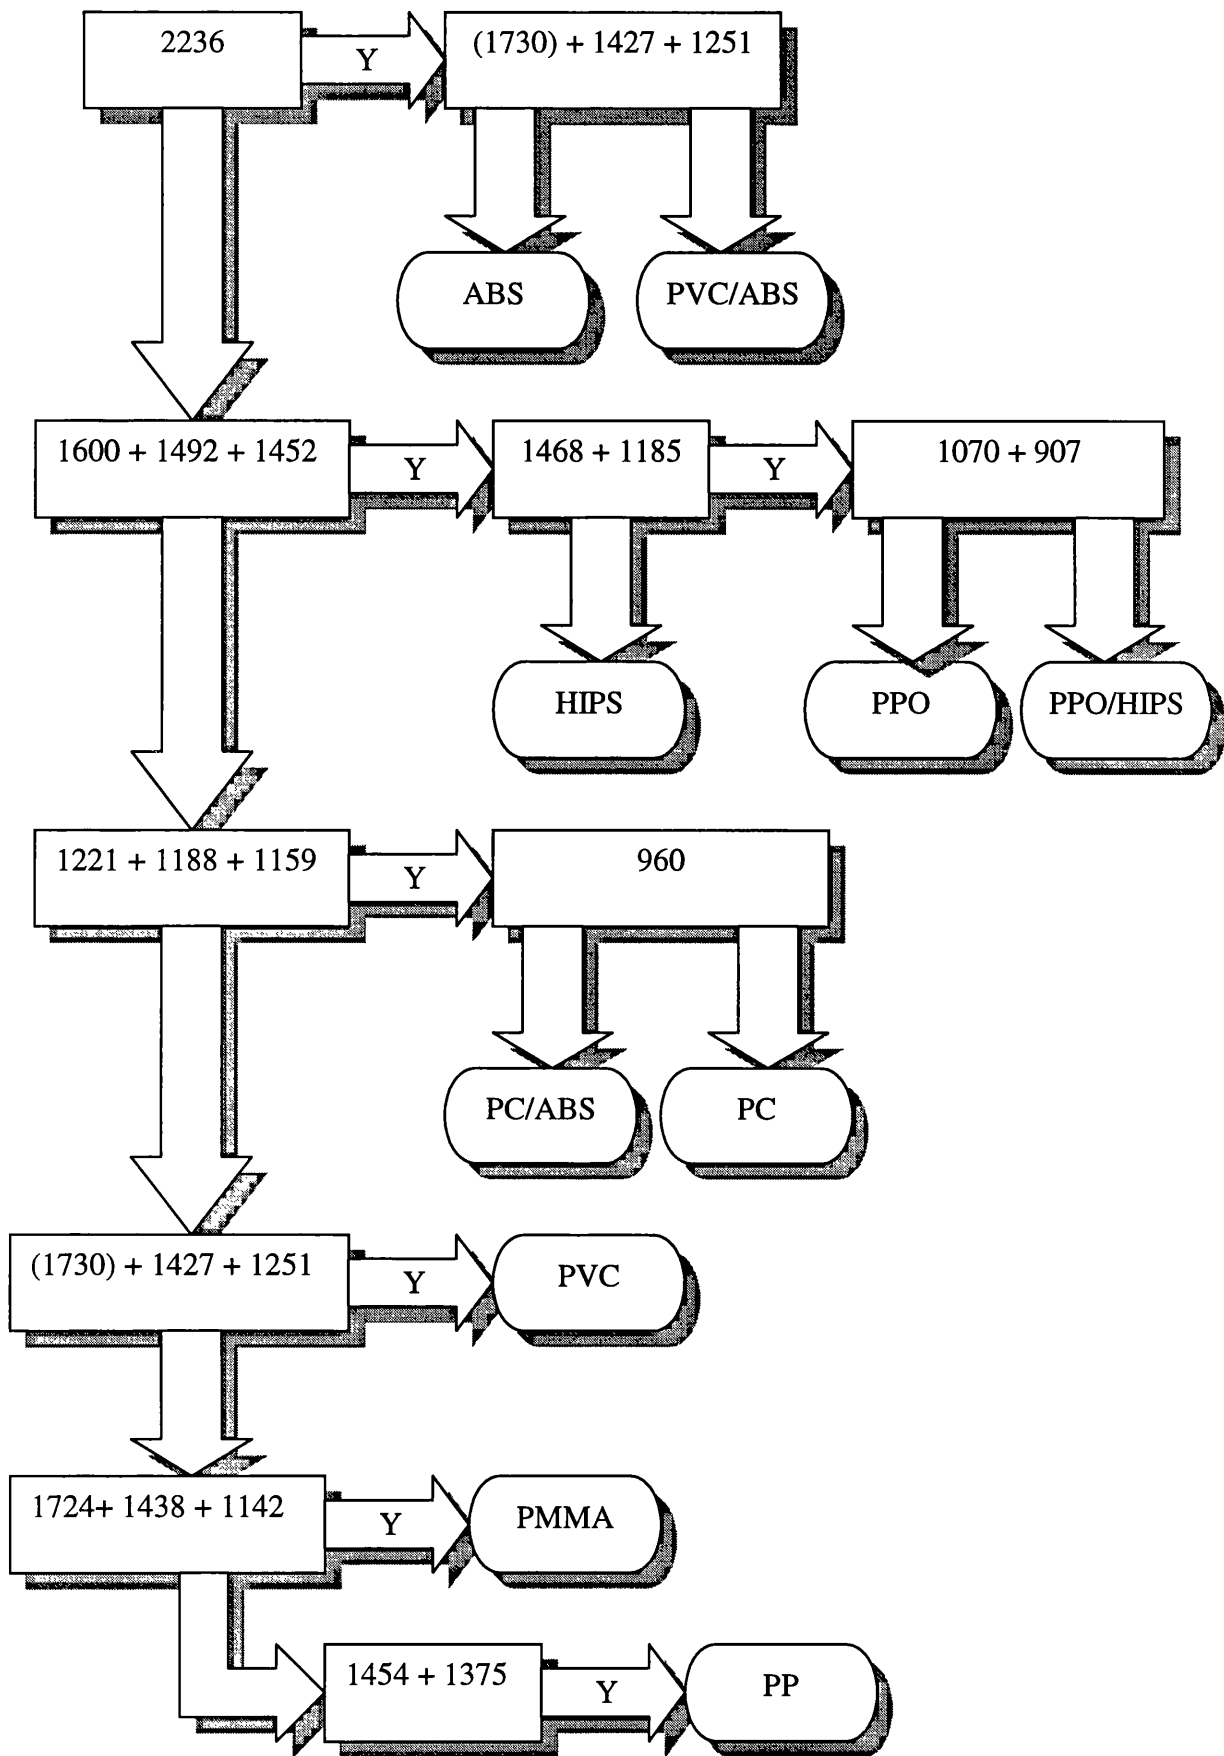 2236
Y
(1730) + 1427 + 1251
ABS
PVC/ABS
1600 + 1492 + 1452
Y
1468 + 1185
Y
1070 + 907
HIPS
PPO
PPO/HIPS
1221 + 1188 + 1159
Y
960
PC/ABS
PC
(1730) + 1427 + 1251
Y
PVC
1724+ 1438 + 1142
Y
PMMA
1454 + 1375
Y
PP